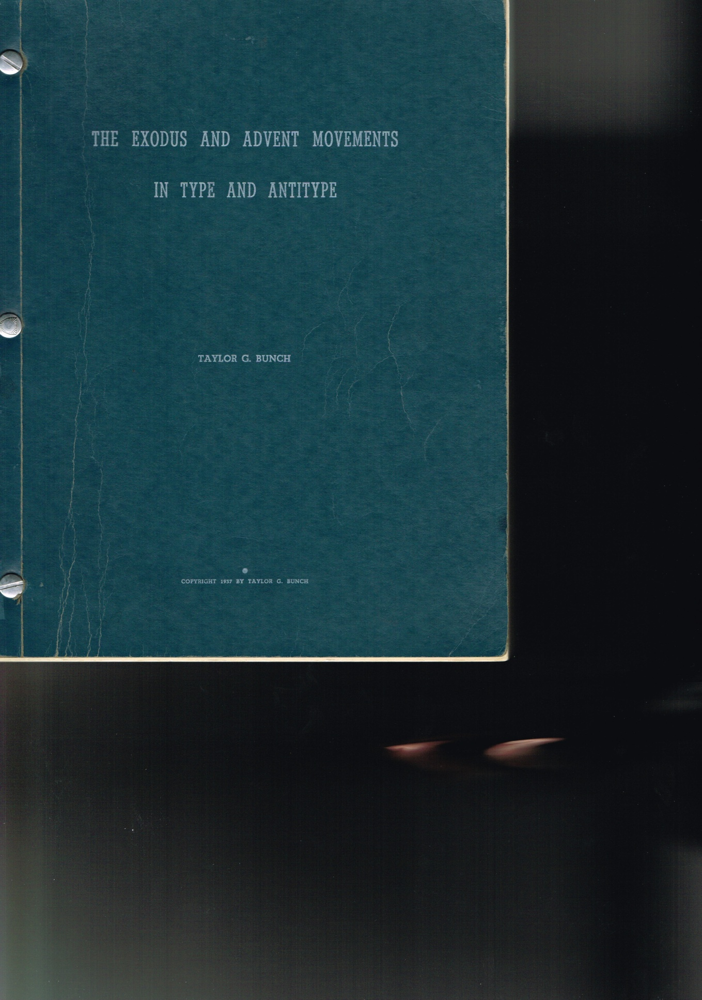 THE EXODUS AND ADVENT MOVEMENTS
IN TYPE AND ANTITYPE
TAYLOR G. BUNCH
COPYRIGHT 1937 BY TAYLOR G. BUNCH